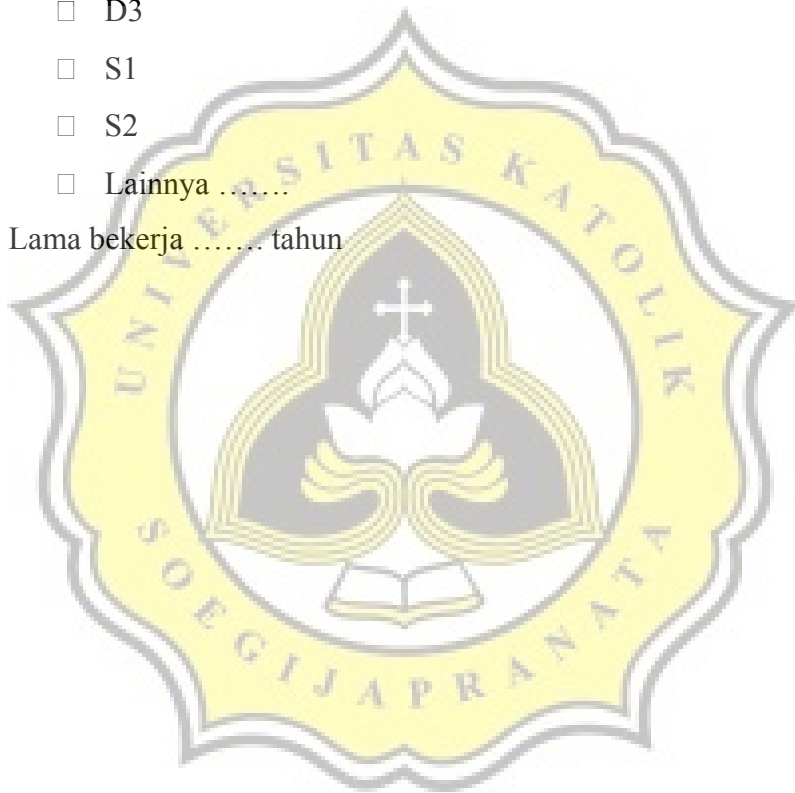 □ D3
□ S1
□ S2
□ Lainnya …….
Lama bekerja ……. tahun
UNIVERSITAS KATOLIK
SOEGIJAPRANATA